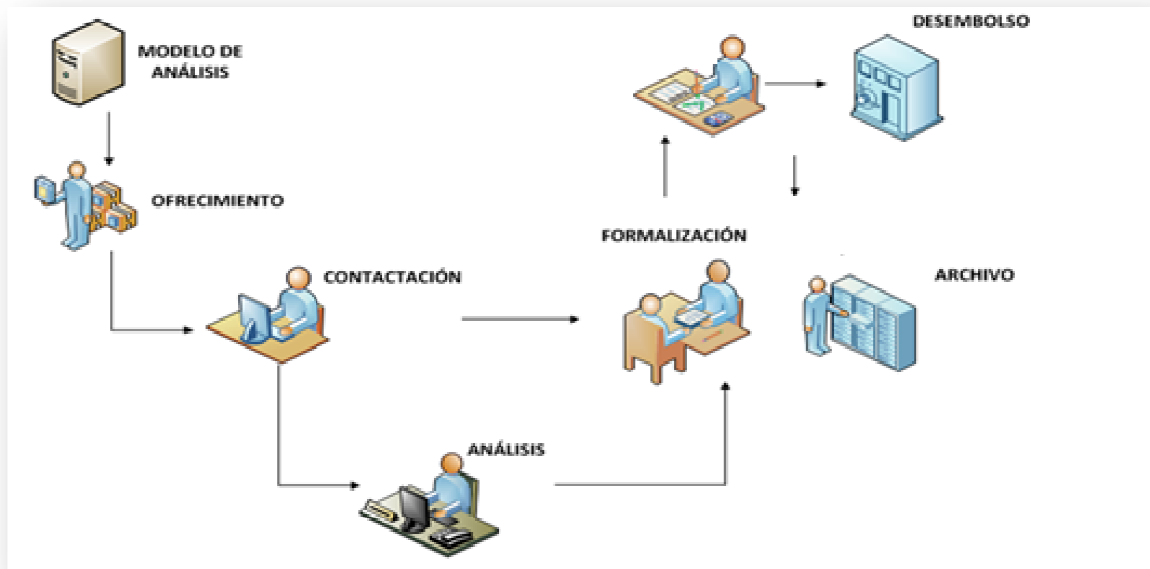 MODELO DE
ANÁLISIS
OFRECIMIENTO
CONTACTACIÓN
ANÁLISIS
FORMALIZACIÓN
DESEMBOLSO
ARCHIVO